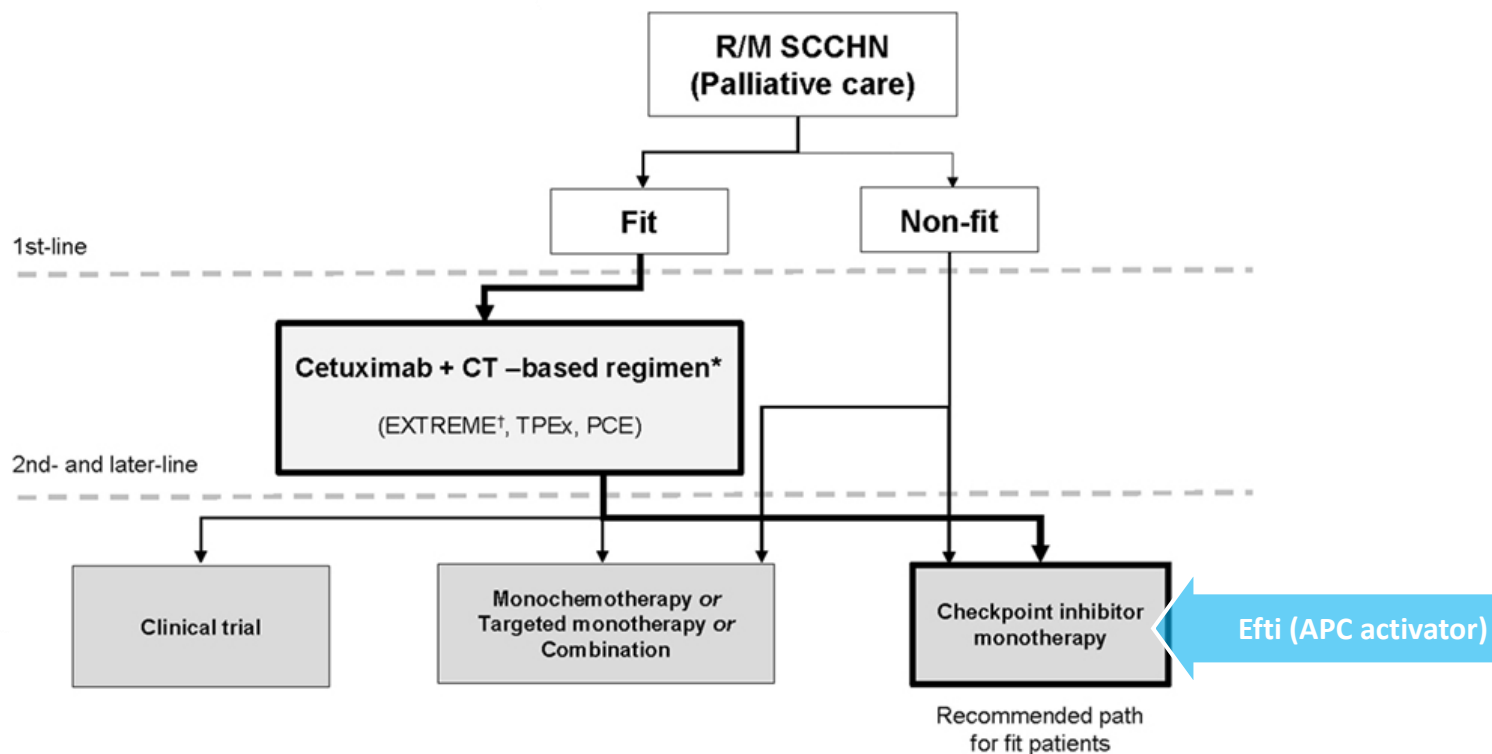 R/M SCCHN
(Palliative care)
Fit
Non-fit
1st-line
Cetuximab + CT –based regimen*
(EXTREME†, TPEx, PCE)
2nd- and later-line
Clinical trial
Monochemotherapy or
Targeted monotherapy or
Combination
Checkpoint inhibitor
monotherapy
Efti (APC activator)
Recommended path
for fit patients